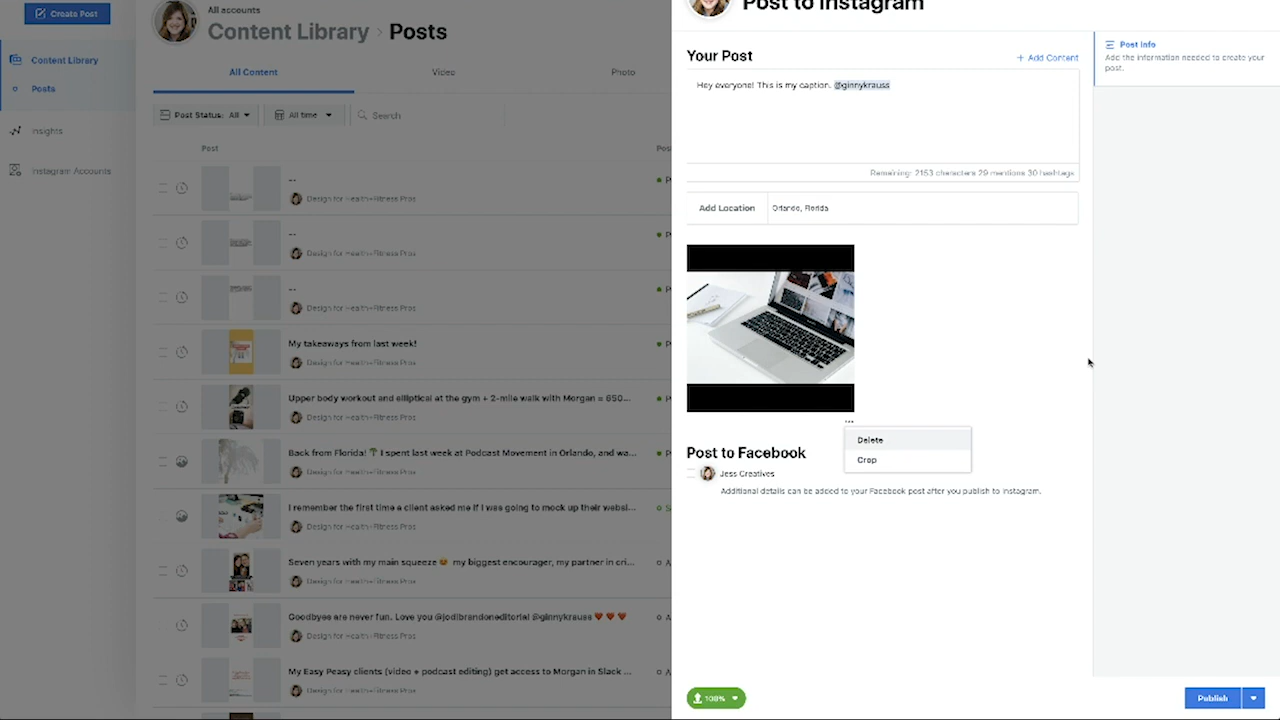 Create Post
Content Library
Posts
Insights
Instagram Accounts
All accounts
Content Library › Posts
All Content
Video
Photo
Post Status: All
All time
Search
Post
--
Design for Health+Fitness Pros
--
Design for Health+Fitness Pros
--
Design for Health+Fitness Pros
My takeaways from last week!
Design for Health+Fitness Pros
Upper body workout and elliptical at the gym + 2-mile walk with Morgan = 650...
Design for Health+Fitness Pros
Back from Florida! 🌴 I spent last week at Podcast Movement in Orlando, and wa...
Design for Health+Fitness Pros
I remember the first time a client asked me if I was going to mock up their websi...
Design for Health+Fitness Pros
Seven years with my main squeeze 😍 my biggest encourager, my partner in cri...
Design for Health+Fitness Pros
Goodbyes are never fun. Love you @jodibrandoneditorial @ginnykrauss ❤️ ❤️ ❤️
Design for Health+Fitness Pros
My Easy Peasy clients (video + podcast editing) get access to Morgan in Slack ...
Design for Health+Fitness Pros
Post to Instagram
Your Post
+ Add Content
Hey everyone! This is my caption. @ginnykrauss
Remaining: 2153 characters 29 mentions 30 hashtags
Add Location
Orlando, Florida
...
Delete
Crop
Post to Facebook
Jess Creatives
Additional details can be added to your Facebook post after you publish to Instagram.
Post Info
Add the information needed to create your
post.
108%
Publish